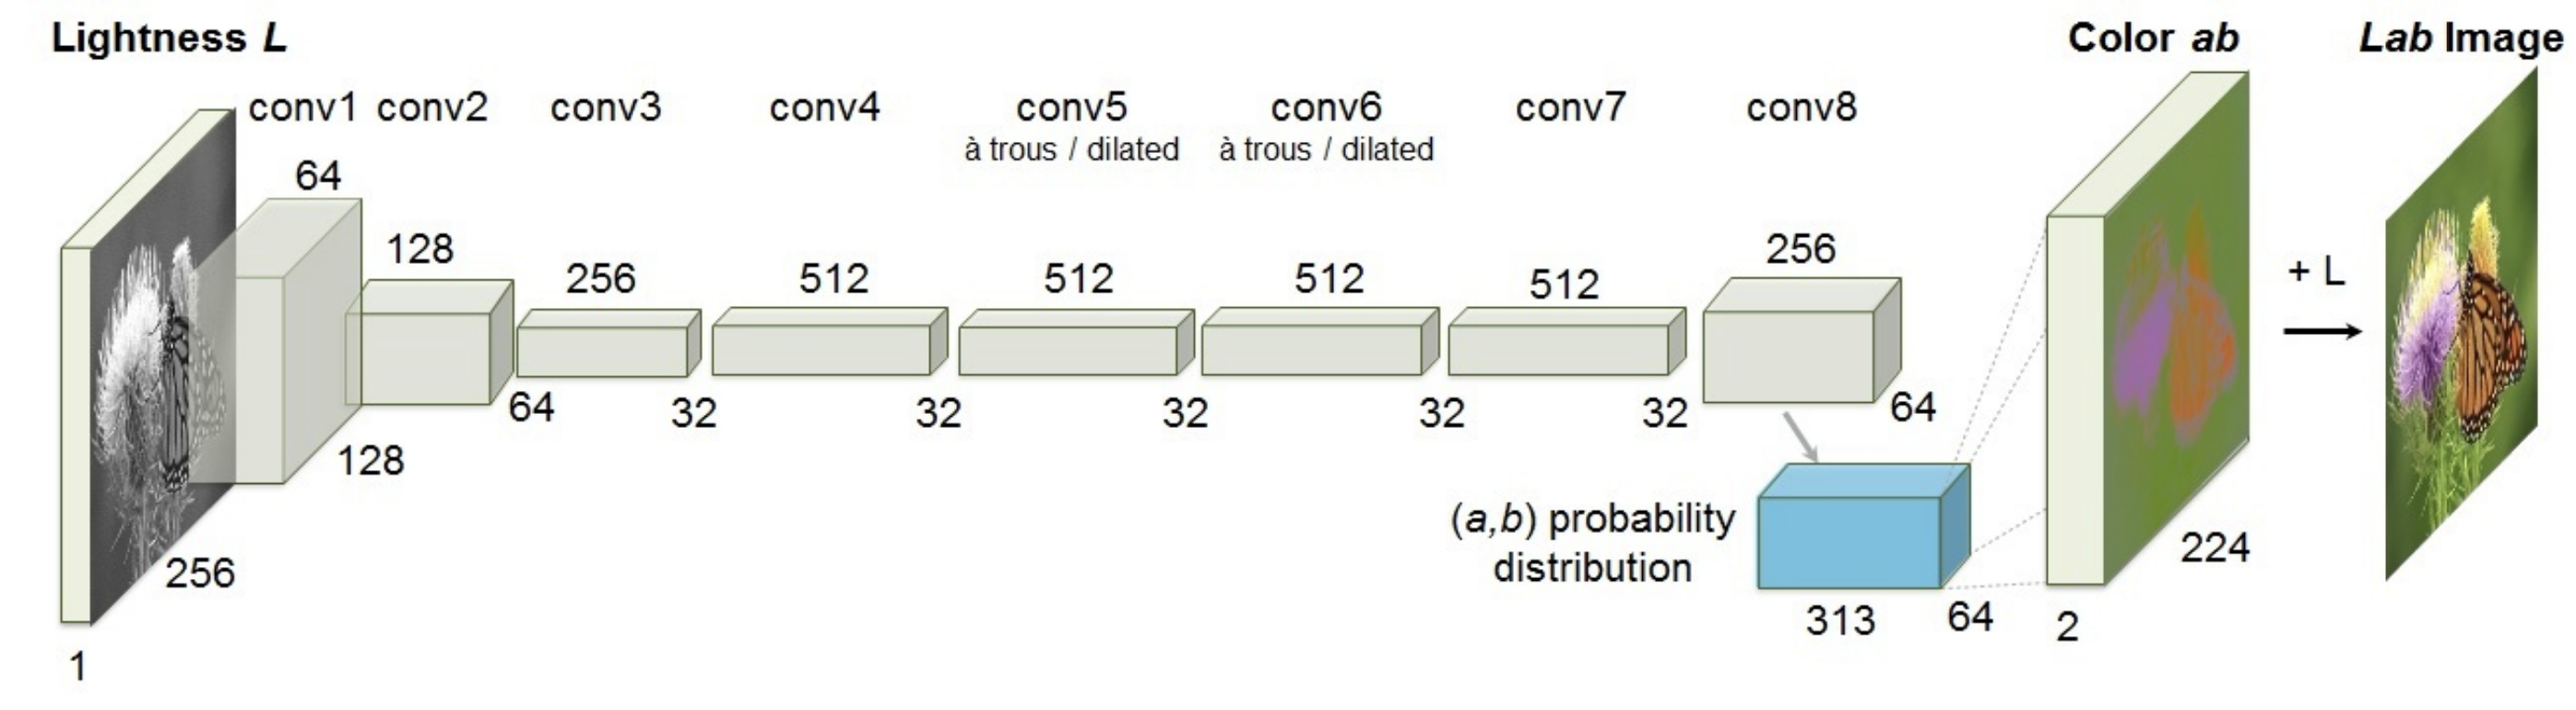 Lightness L
Color ab
Lab Image
conv1
conv2
conv3
conv4
conv5
à trous / dilated
conv6
à trous / dilated
conv7
conv8
64
128
256
512
512
512
512
256
+ L
64
32
32
32
32
32
64
128
256
(a,b) probability
distribution
224
313
64
2
1